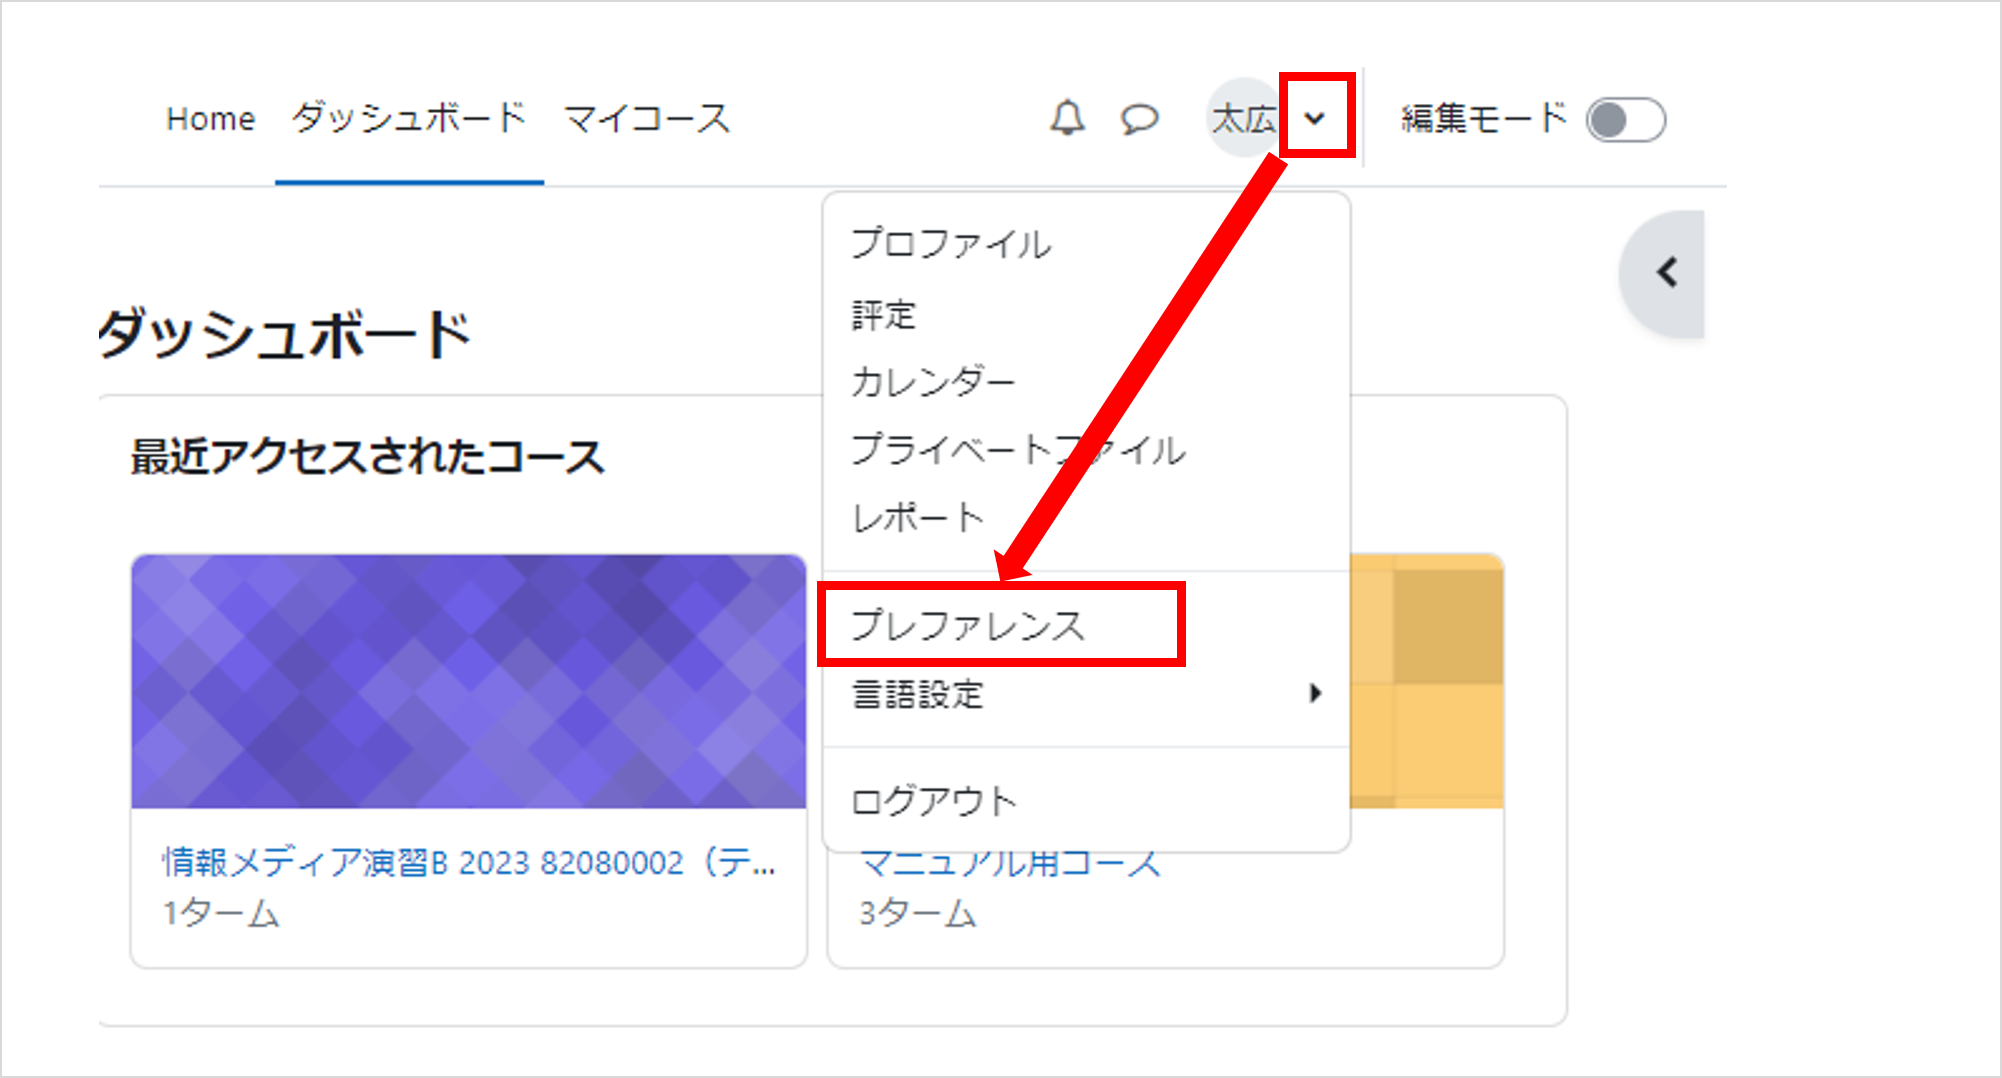 Home ダッシュボード マイコース 太広 編集モード
プロファイル
評定
カレンダー
プライベートファイル
レポート
プレファレンス
言語設定
ログアウト
ダッシュボード
最近アクセスされたコース
情報メディア演習B 2023 82080002（テ...
1ターム
マニュアル用コース
3ターム